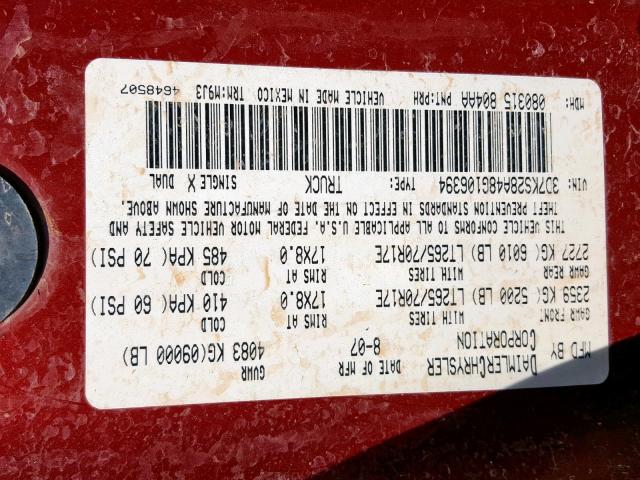 MFD BY DAIMLERCHRYSLER CORPORATION DATE OF MFR 8-07 GVWR 4083 KG(09000 LB)
GAWR FRONT WITH TIRES RIMS AT COLD
2359 KG( 5200 LB) LT265/70R17E 17X8.0 410 KPA( 60 PSI)
GAWR REAR WITH TIRES RIMS AT COLD
2727 KG( 6010 LB) LT265/70R17E 17X8.0 485 KPA( 70 PSI)
THIS VEHICLE CONFORMS TO ALL APPLICABLE U.S.A. FEDERAL MOTOR VEHICLE SAFETY AND
THEFT PREVENTION STANDARDS IN EFFECT ON THE DATE OF MANUFACTURE SHOWN ABOVE.
VIN: 3D7KS28A48G106394 TYPE: TRUCK SINGLE X DUAL
MDH: 080315 804AA PNT:PRH VEHICLE MADE IN MEXICO TRM:M9J3 4648507